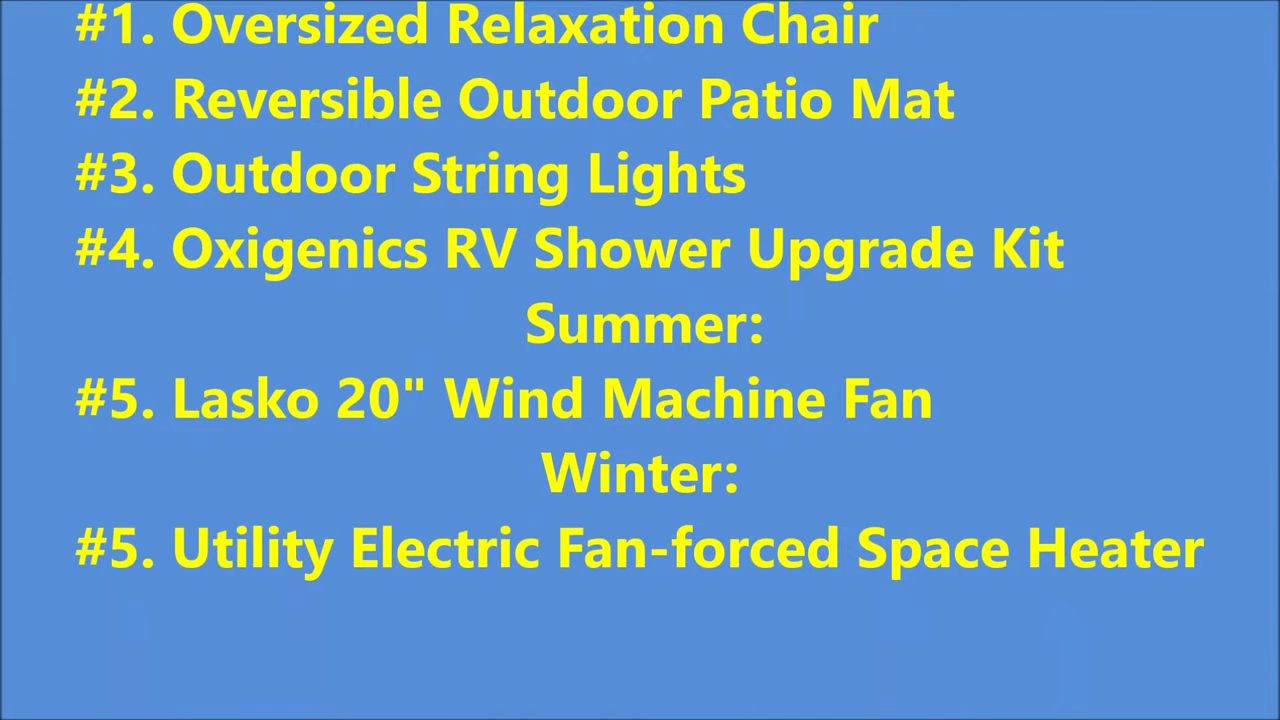 #1. Oversized Relaxation Chair
#2. Reversible Outdoor Patio Mat
#3. Outdoor String Lights
#4. Oxigenics RV Shower Upgrade Kit
Summer:
#5. Lasko 20" Wind Machine Fan
Winter:
#5. Utility Electric Fan-forced Space Heater